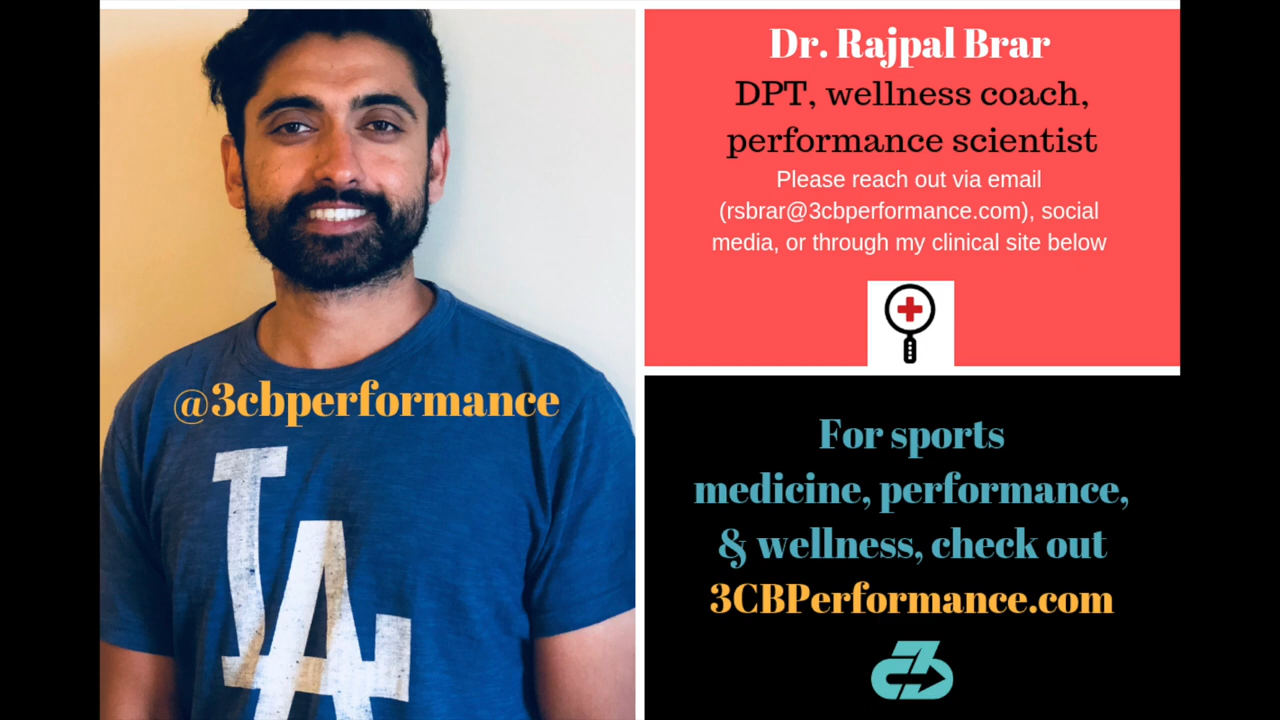 @3cbperformance
LA
Dr. Rajpal Brar
DPT, wellness coach,
performance scientist
Please reach out via email
(rsbrar@3cbperformance.com), social
media, or through my clinical site below
For sports
medicine, performance,
& wellness, check out
3CBPerformance.com